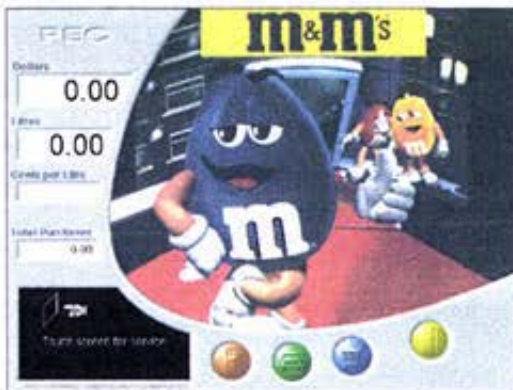 PEC
m&m's
Dollars
0.00
Litres
0.00
Cents per Litre
Total Purchases
0.00
m
Touch screen for service